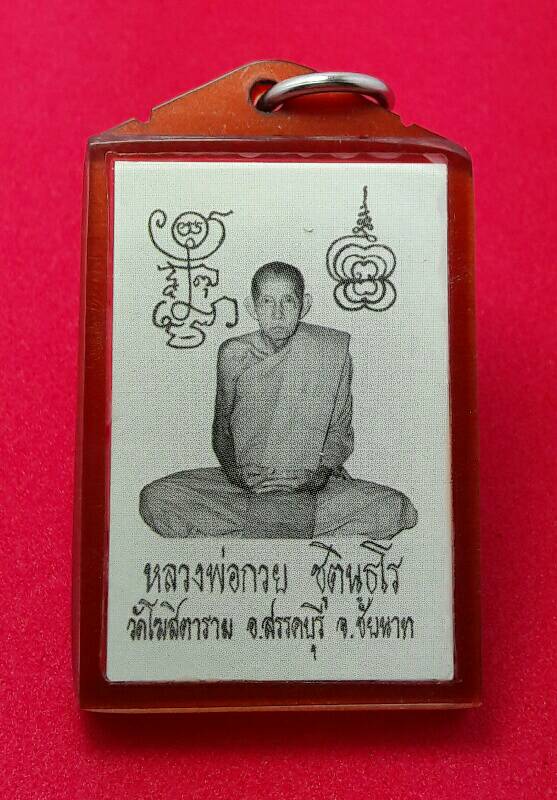 หลวงพ่อกวย ชุตินฺธโร
วัดโฆสิตาราม อ.สรรคบุรี จ.ชัยนาท